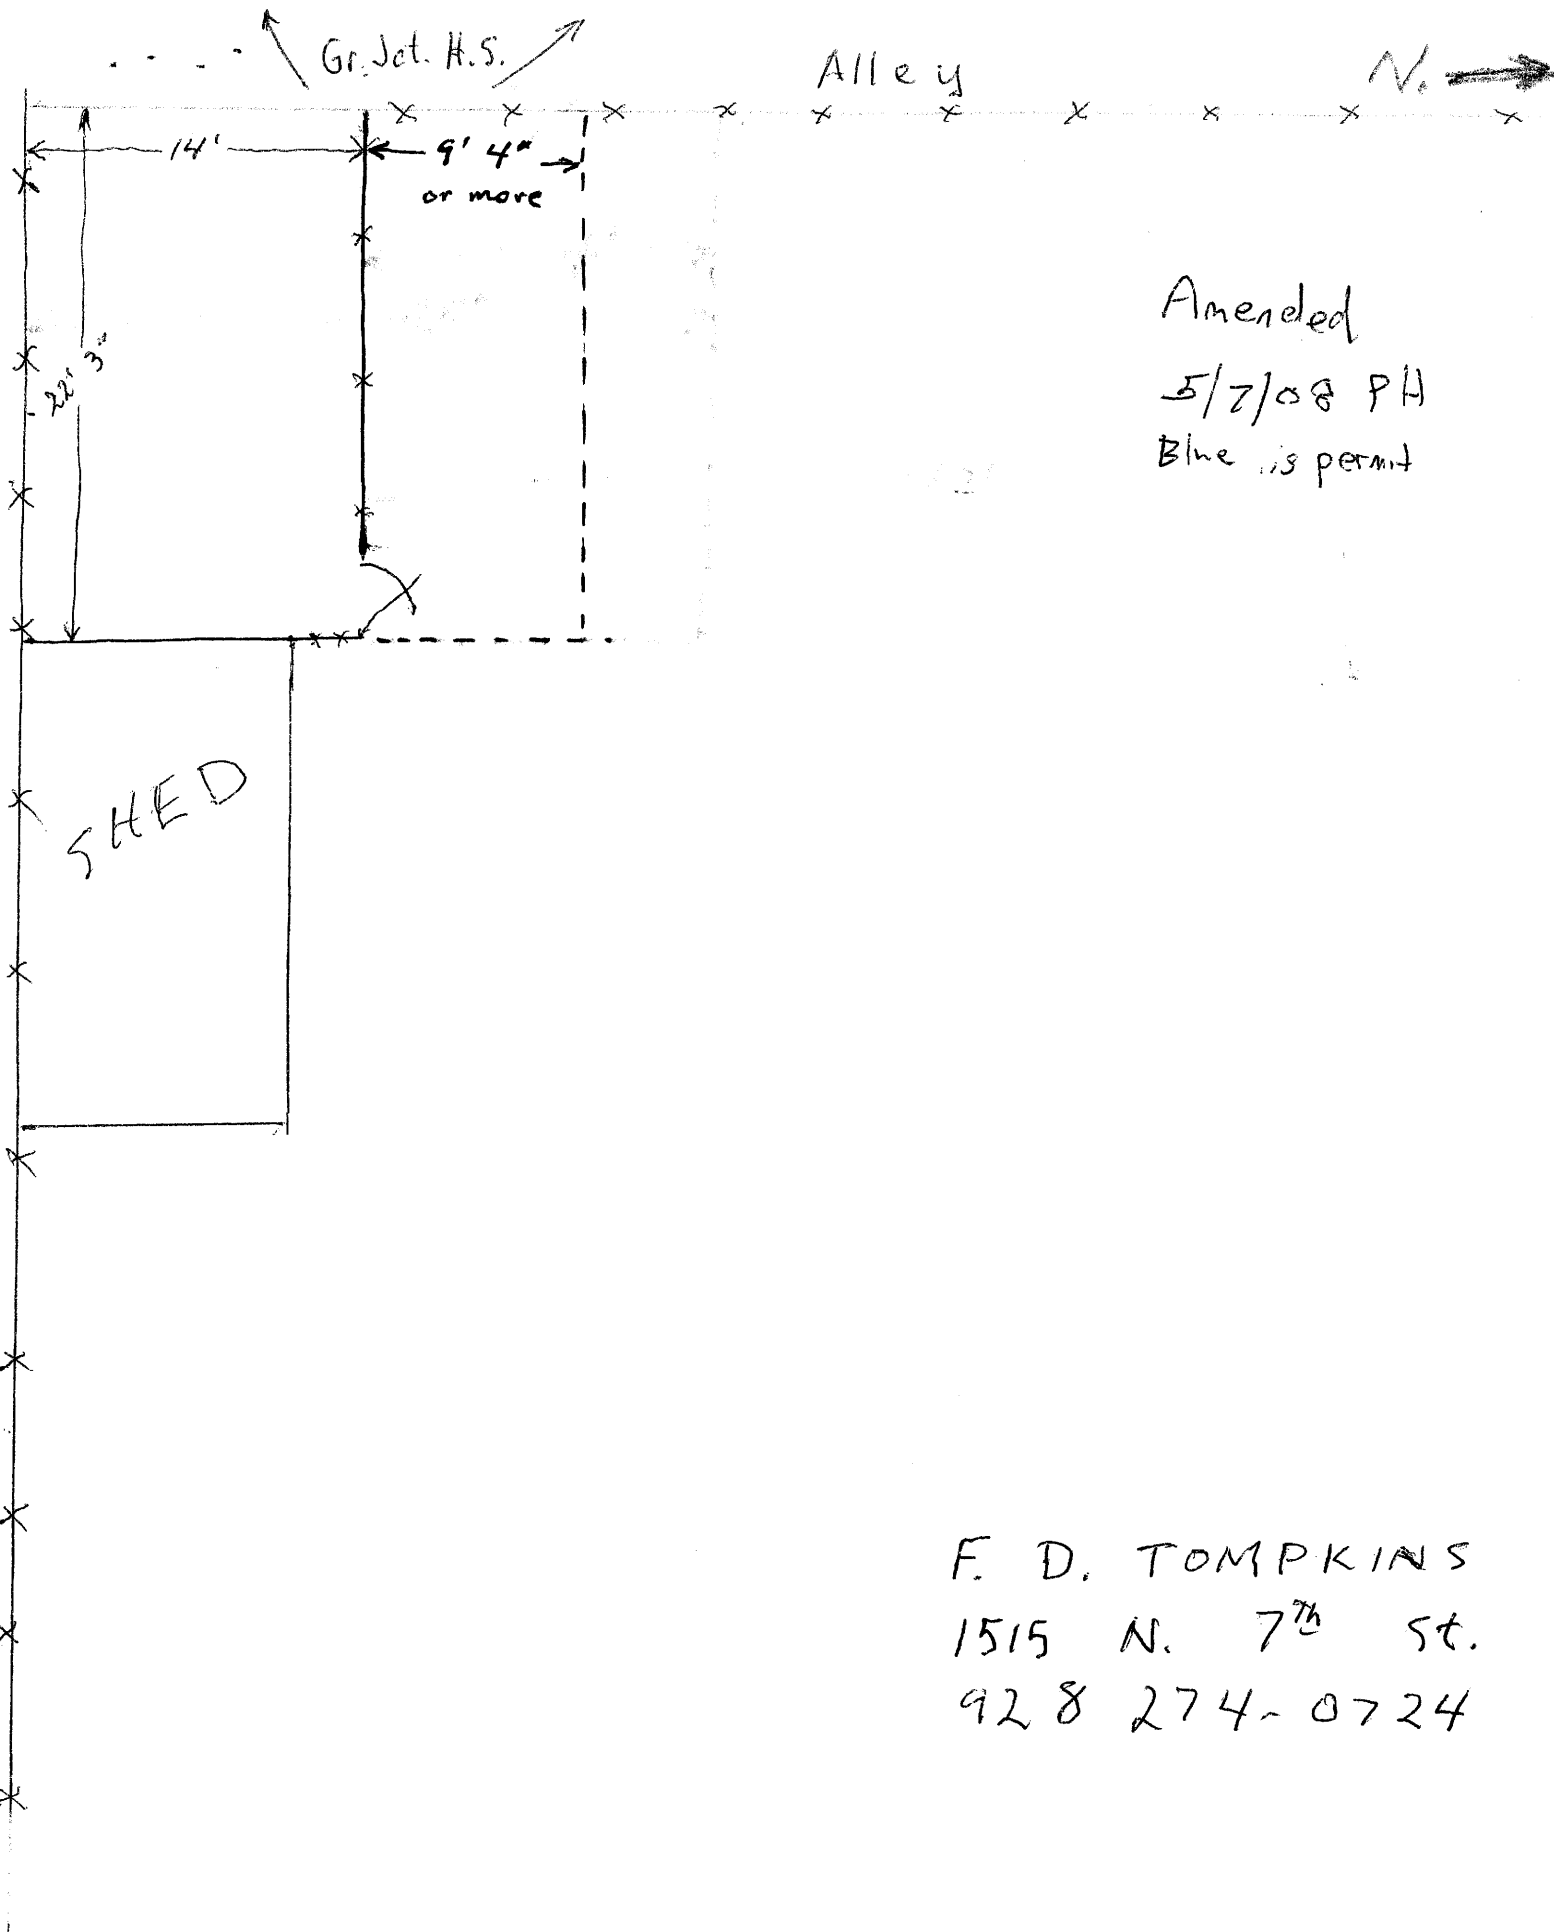 Gr. Jct. H.S.
Alley
N.
14'
9' 4"
or more
22' 3"
Amended
5/7/08 PH
Blue is permit
SHED
F. D. TOMPKINS
1515 N. 7th St.
928 274-0724